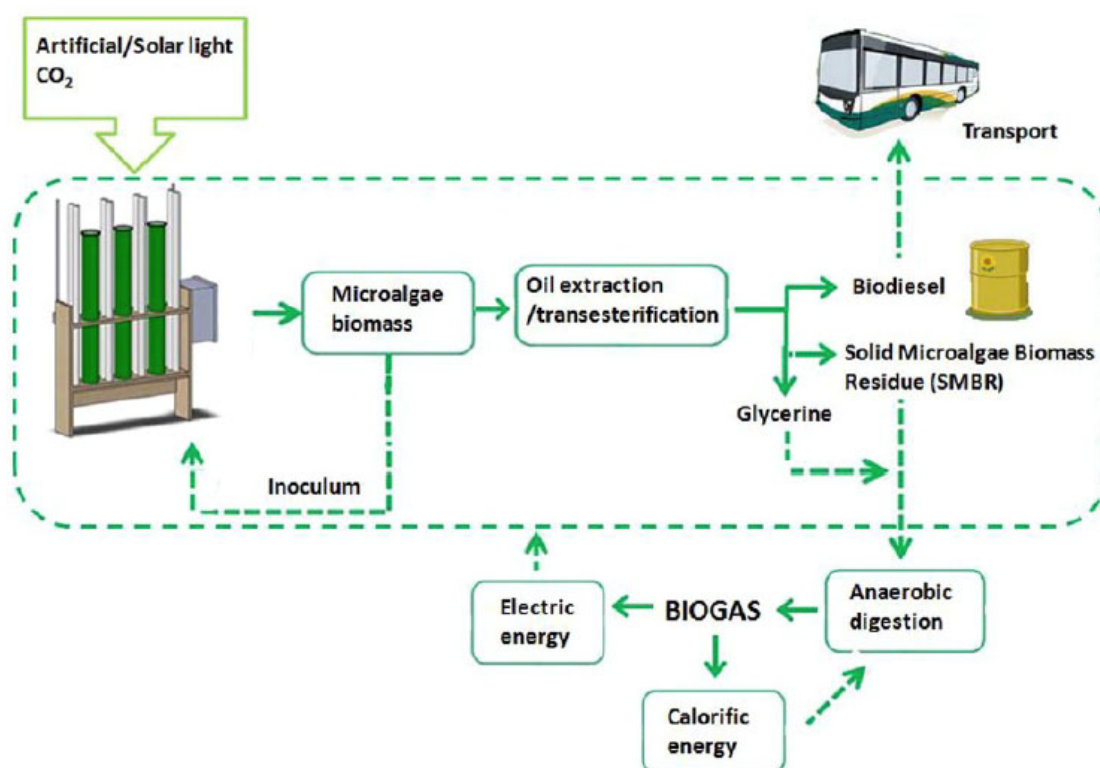 Artificial/Solar light
CO₂
Transport
Microalgae
biomass
Oil extraction
/transesterification
Biodiesel
Solid Microalgae Biomass
Residue (SMBR)
Glycerine
Inoculum
Electric
energy
BIOGAS
Anaerobic
digestion
Calorific
energy